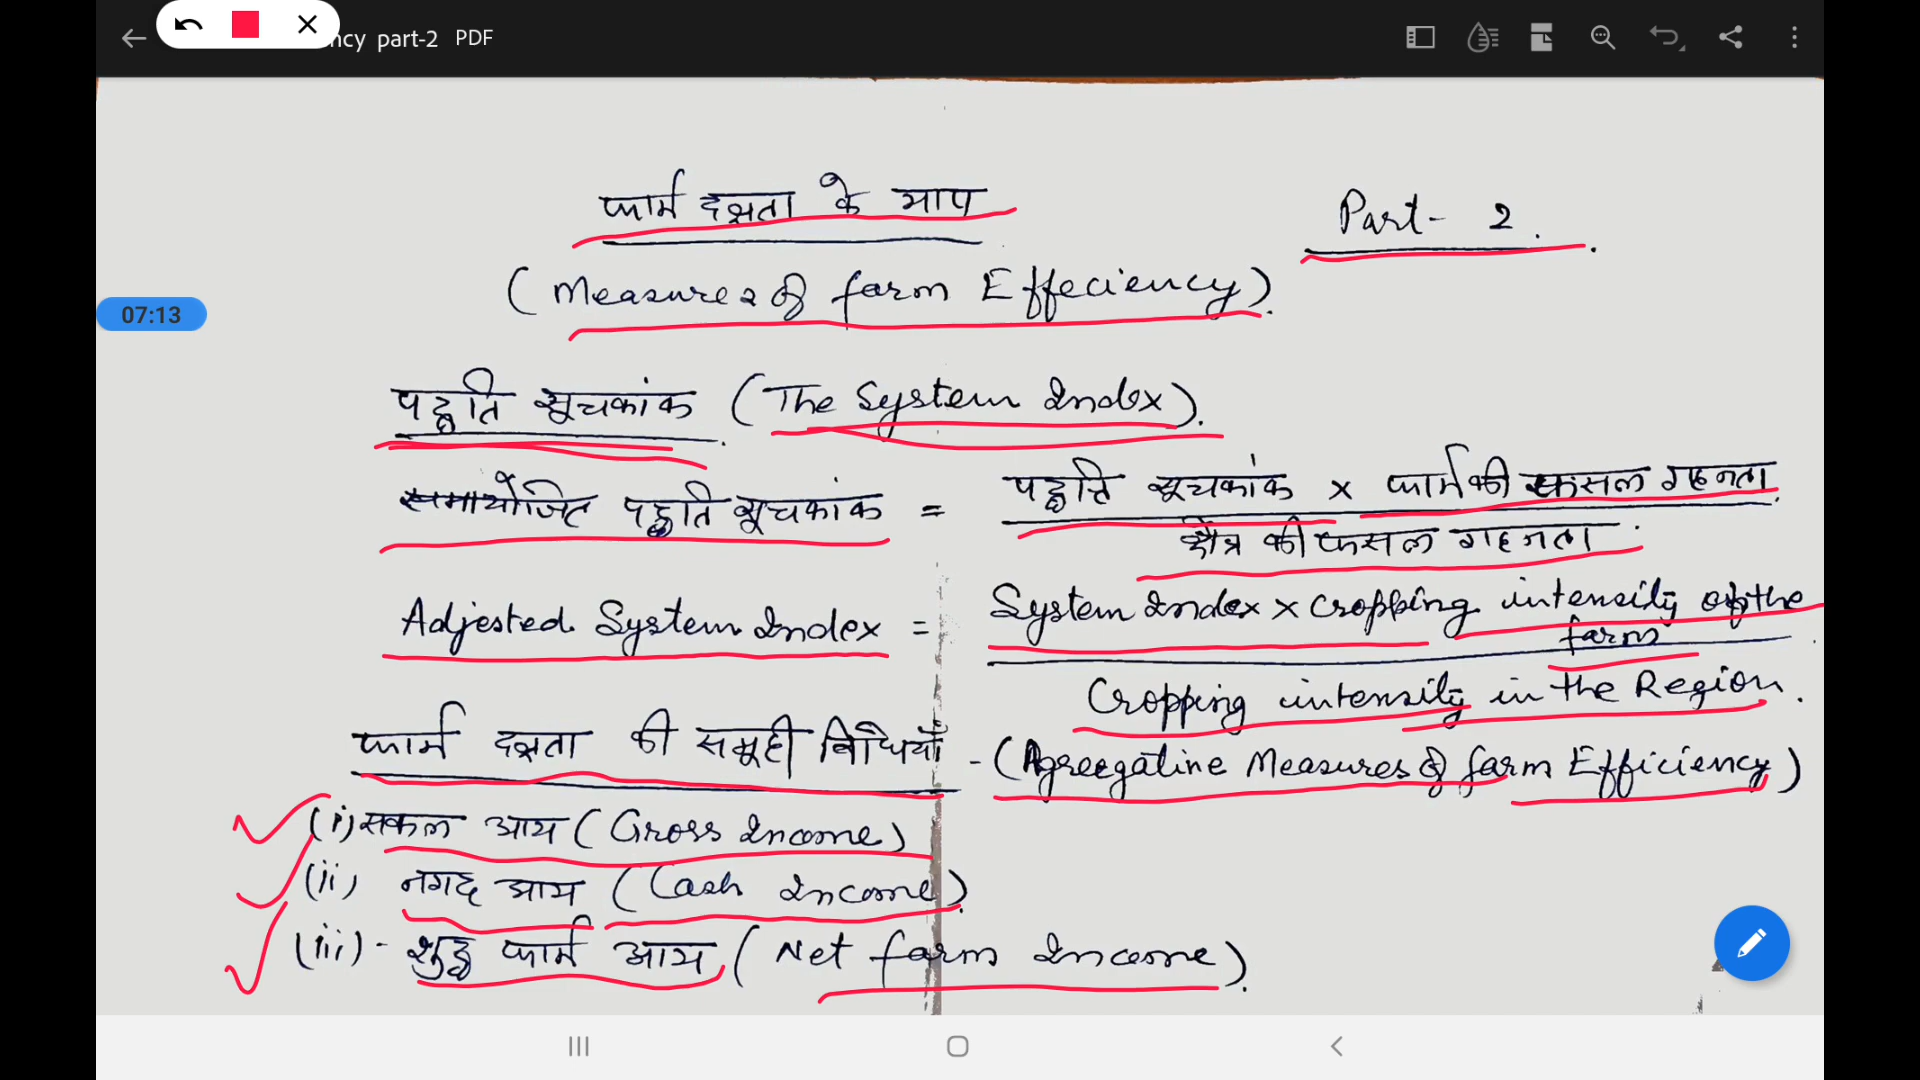 ncy part-2 PDF
फार्म दक्षता के माप
Part- 2.
(Measures of farm Effeciency).
07:13
पद्धति सूचकांक (The System Index).
समायोजित पद्धति सूचकांक = पद्धति सूचकांक x फार्म की फसल गहनता
क्षेत्र की फसल गहनता
Adjested System Index = System Index x Cropping intensity of the farm
Cropping intensity in the Region.
फार्म दक्षता की समूही विधियाँ - (Agreegatine Measures of farm Efficiency)
(i) सकल आय (Gross Income)
(ii) नगद आय (Cash Income).
(iii) - शुद्ध फार्म आय (Net farm Income).